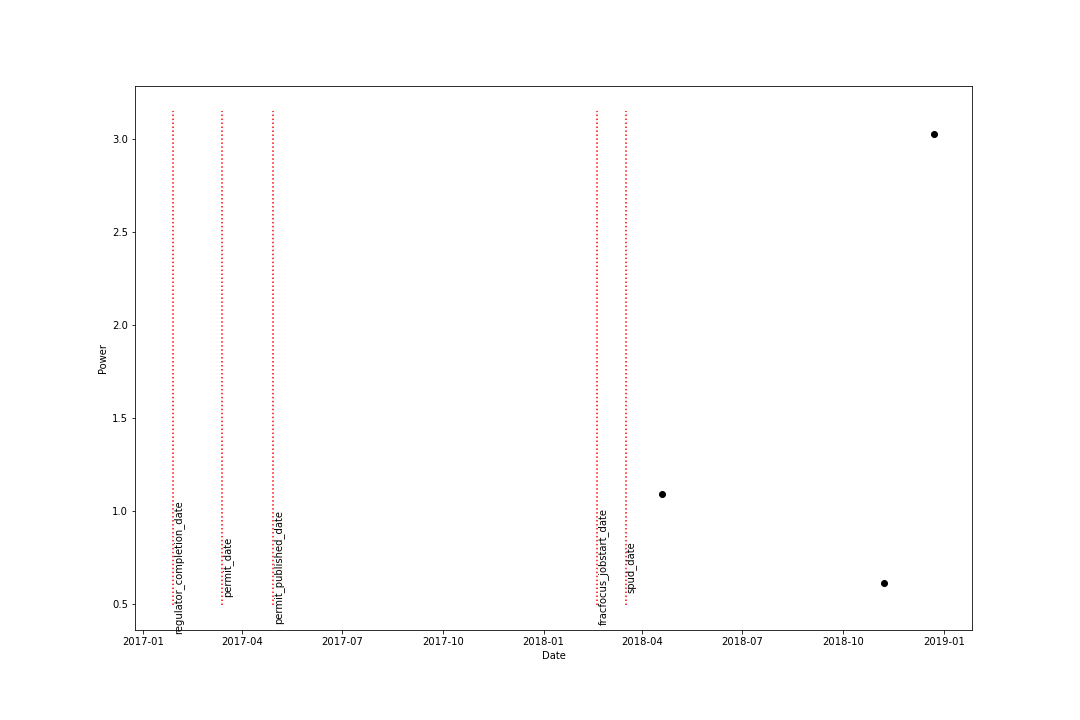 3.0
2.5
2.0
1.5
1.0
0.5
Power
regulator_completion_date
permit_date
permit_published_date
fracfocus_jobstart_date
spud_date
2017-01
2017-04
2017-07
2017-10
2018-01
2018-04
2018-07
2018-10
2019-01
Date